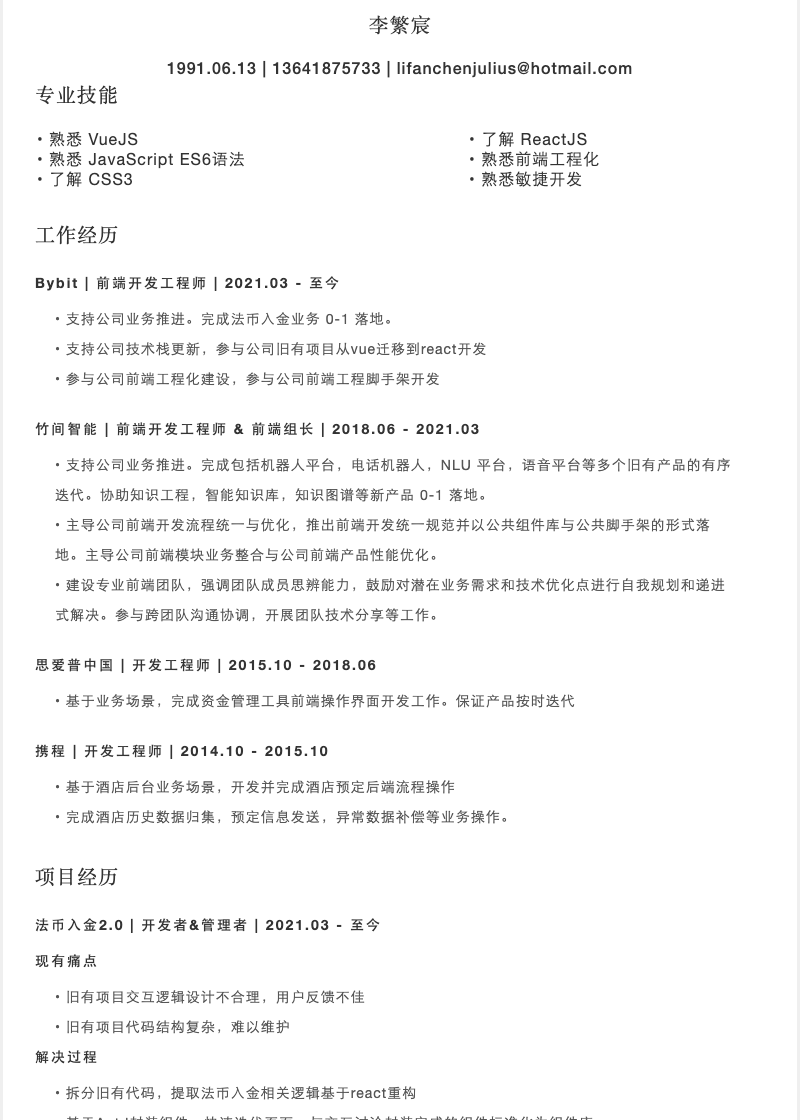 李繁宸
1991.06.13 | 13641875733 | lifanchenjulius@hotmail.com
专业技能
• 熟悉 VueJS
• 熟悉 JavaScript ES6语法
• 了解 CSS3
• 了解 ReactJS
• 熟悉前端工程化
• 熟悉敏捷开发
工作经历
Bybit | 前端开发工程师 | 2021.03 - 至今
• 支持公司业务推进。完成法币入金业务 0-1 落地。
• 支持公司技术栈更新，参与公司旧有项目从vue迁移到react开发
• 参与公司前端工程化建设，参与公司前端工程脚手架开发
竹间智能 | 前端开发工程师 & 前端组长 | 2018.06 - 2021.03
• 支持公司业务推进。完成包括机器人平台，电话机器人，NLU 平台，语音平台等多个旧有产品的有序
迭代。协助知识工程，智能知识库，知识图谱等新产品 0-1 落地。
• 主导公司前端开发流程统一与优化，推出前端开发统一规范并以公共组件库与公共脚手架的形式落
地。主导公司前端模块业务整合与公司前端产品性能优化。
• 建设专业前端团队，强调团队成员思辨能力，鼓励对潜在业务需求和技术优化点进行自我规划和递进
式解决。参与跨团队沟通协调，开展团队技术分享等工作。
思爱普中国 | 开发工程师 | 2015.10 - 2018.06
• 基于业务场景，完成资金管理工具前端操作界面开发工作。保证产品按时迭代
携程 | 开发工程师 | 2014.10 - 2015.10
• 基于酒店后台业务场景，开发并完成酒店预定后端流程操作
• 完成酒店历史数据归集，预定信息发送，异常数据补偿等业务操作。
项目经历
法币入金2.0 | 开发者&管理者 | 2021.03 - 至今
现有痛点
• 旧有项目交互逻辑设计不合理，用户反馈不佳
• 旧有项目代码结构复杂，难以维护
解决过程
• 拆分旧有代码，提取法币入金相关逻辑基于react重构